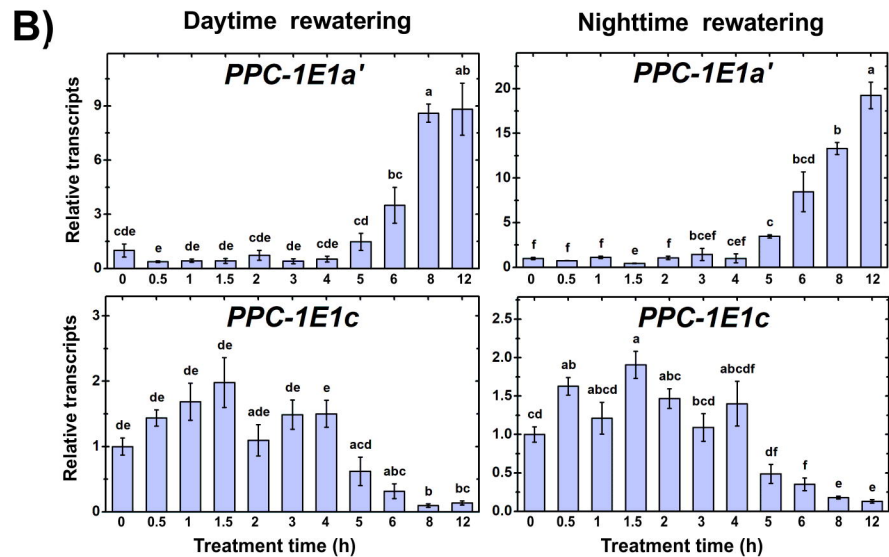 B)
Daytime rewatering
Nighttime rewatering
PPC-1E1a'
Relative transcripts
9
6
3
0
cde
e
de
de
cde
de
cde
cd
bc
a
ab
0 0.5 1 1.5 2 3 4 5 6 8 12
PPC-1E1a'
Relative transcripts
20
15
10
5
0
f
f
f
e
f
bcef
cef
c
bcd
b
a
0 0.5 1 1.5 2 3 4 5 6 8 12
PPC-1E1c
Relative transcripts
3
2
1
0
de
de
de
de
ade
de
e
acd
abc
b
bc
0 0.5 1 1.5 2 3 4 5 6 8 12
Treatment time (h)
PPC-1E1c
Relative transcripts
2.5
2.0
1.5
1.0
0.5
0.0
cd
ab
abcd
a
abc
bcd
abcdf
df
f
e
e
0 0.5 1 1.5 2 3 4 5 6 8 12
Treatment time (h)